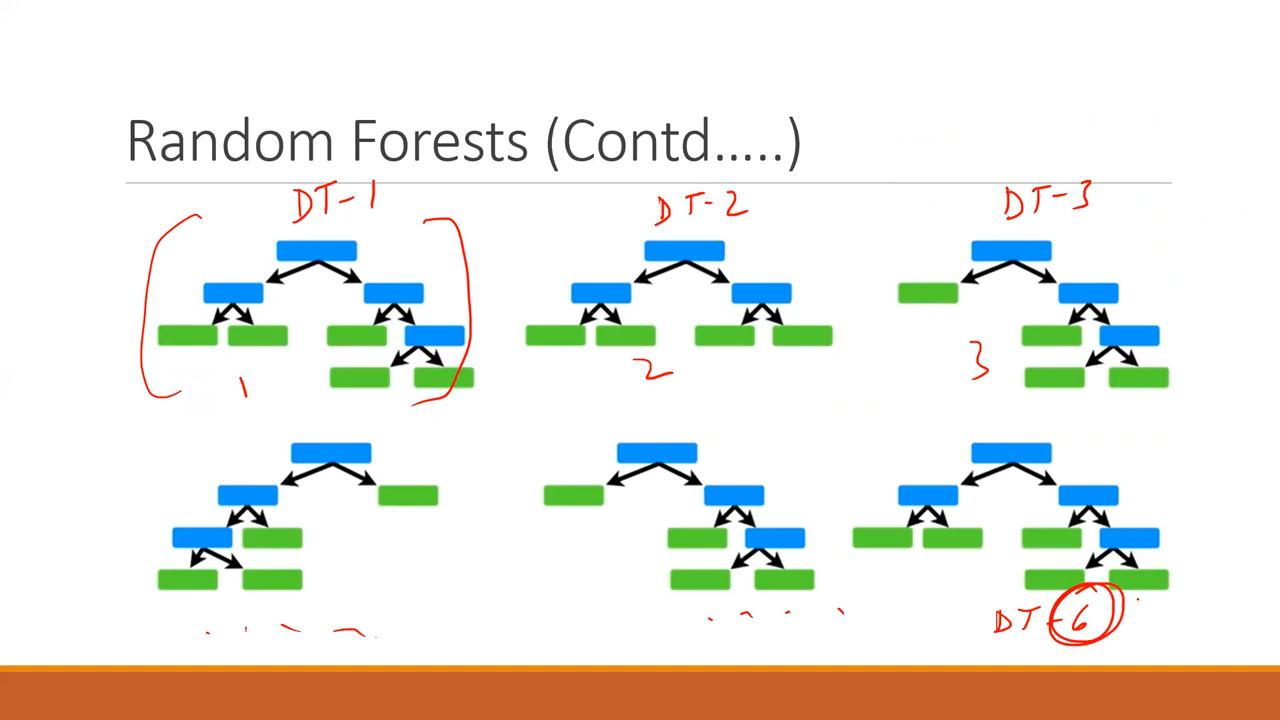 Random Forests (Contd.....)
DT-1 DT-2 DT-3
1 2 3
DT-6